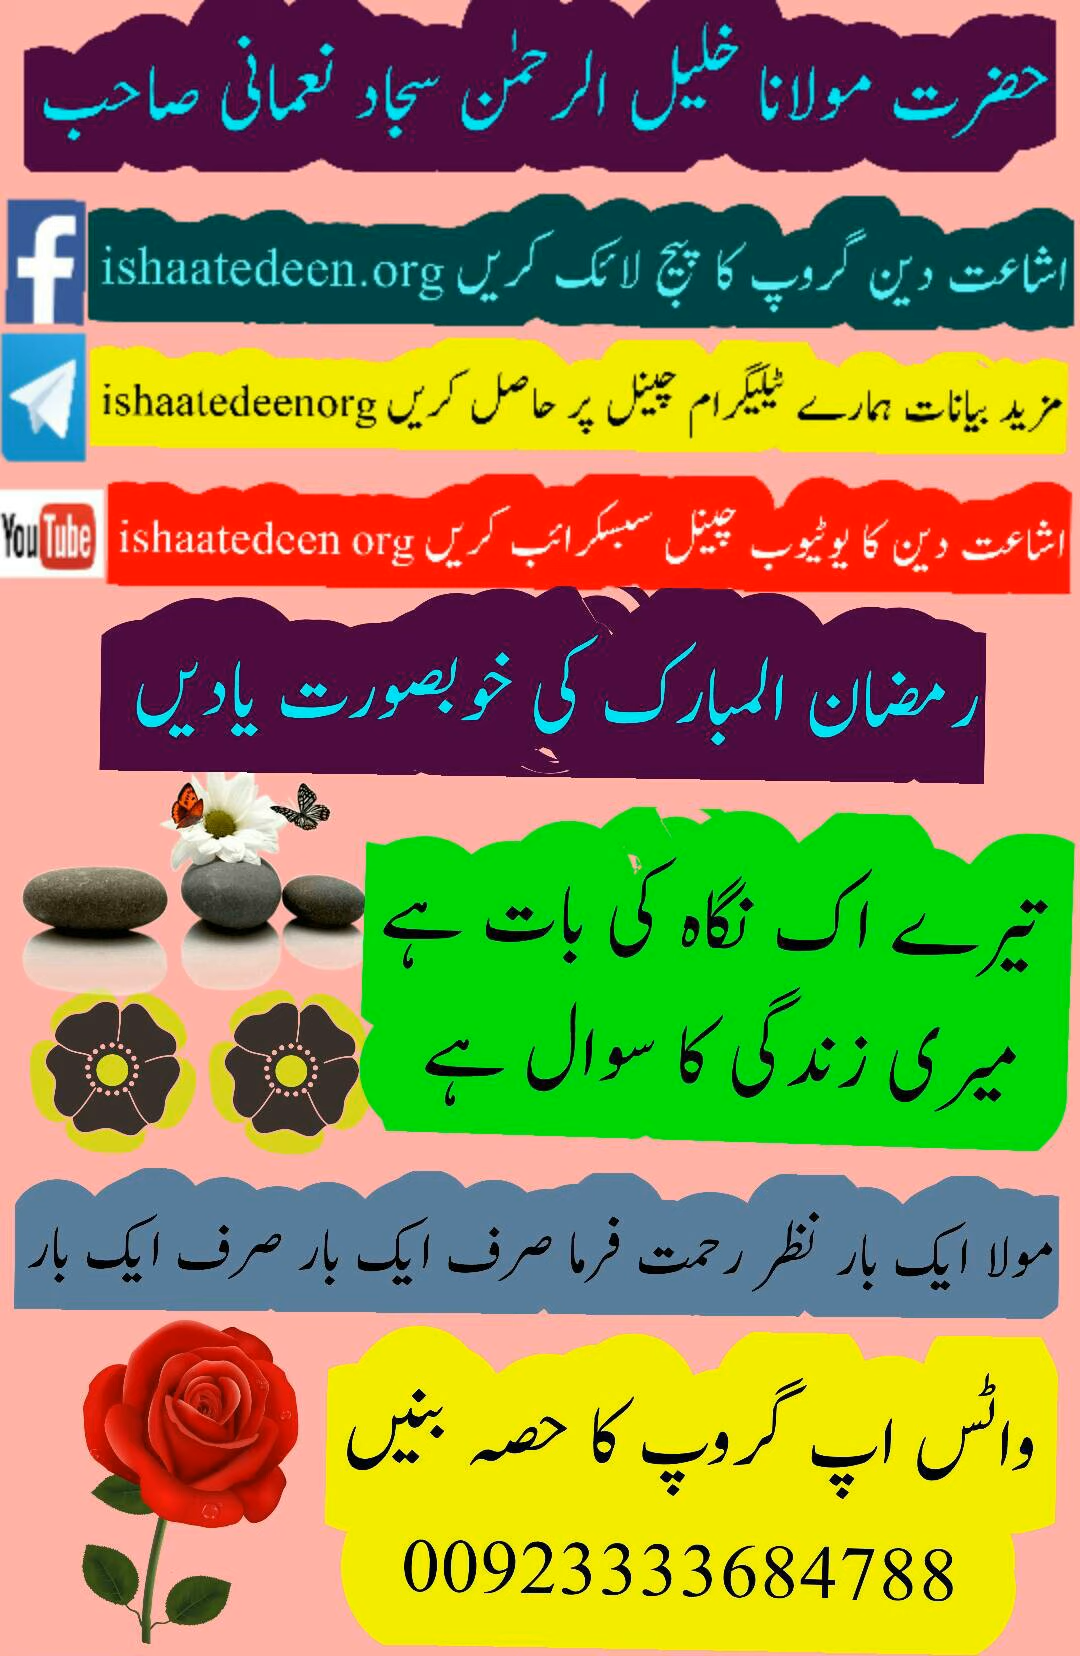 حضرت مولانا خلیل الرحمٰن سجاد نعمانی صاحب
اشاعت دین گروپ کا پیج لائک کریں ishaatedeen.org
مزید بیانات ہمارے ٹیلیگرام چینل پر حاصل کریں ishaatedeenorg
YouTube
اشاعت دین کا یوٹیوب چینل سبسکرائب کریں ishaatedeen org
رمضان المبارک کی خوبصورت یادیں
تیرے اک نگاہ کی بات ہے
میری زندگی کا سوال ہے
مولا ایک بار نظر رحمت فرما صرف ایک بار صرف ایک بار
واٹس اپ گروپ کا حصہ بنیں
00923333684788